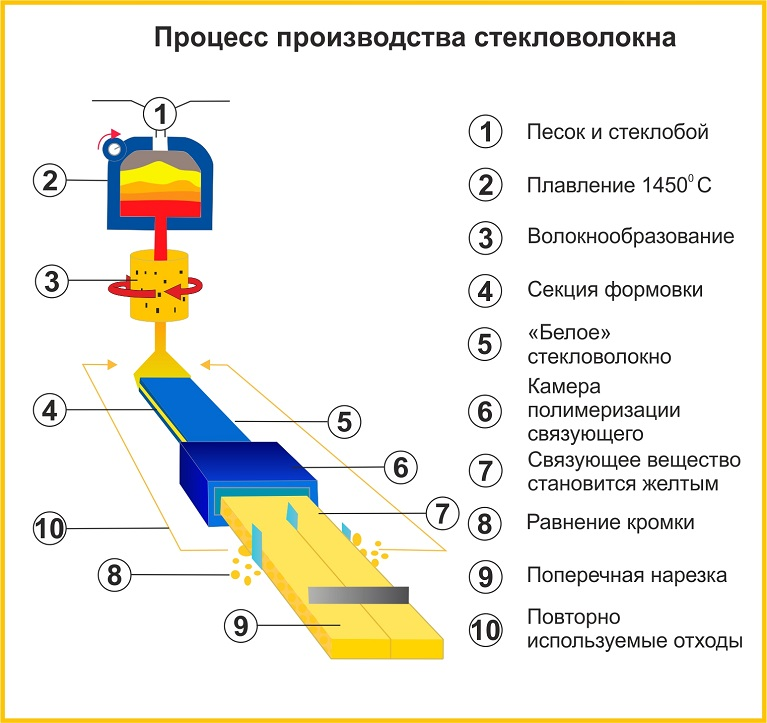 Процесс производства стекловолокна
1
2
3
4
5
6
7
8
9
10
1 Песок и стеклобой
2 Плавление 1450⁰ С
3 Волокнообразование
4 Секция формовки
5 «Белое»
стекловолокно
6 Камера
полимеризации
связующего
7 Связующее вещество
становится желтым
8 Равнение кромки
9 Поперечная нарезка
10 Повторно
используемые отходы